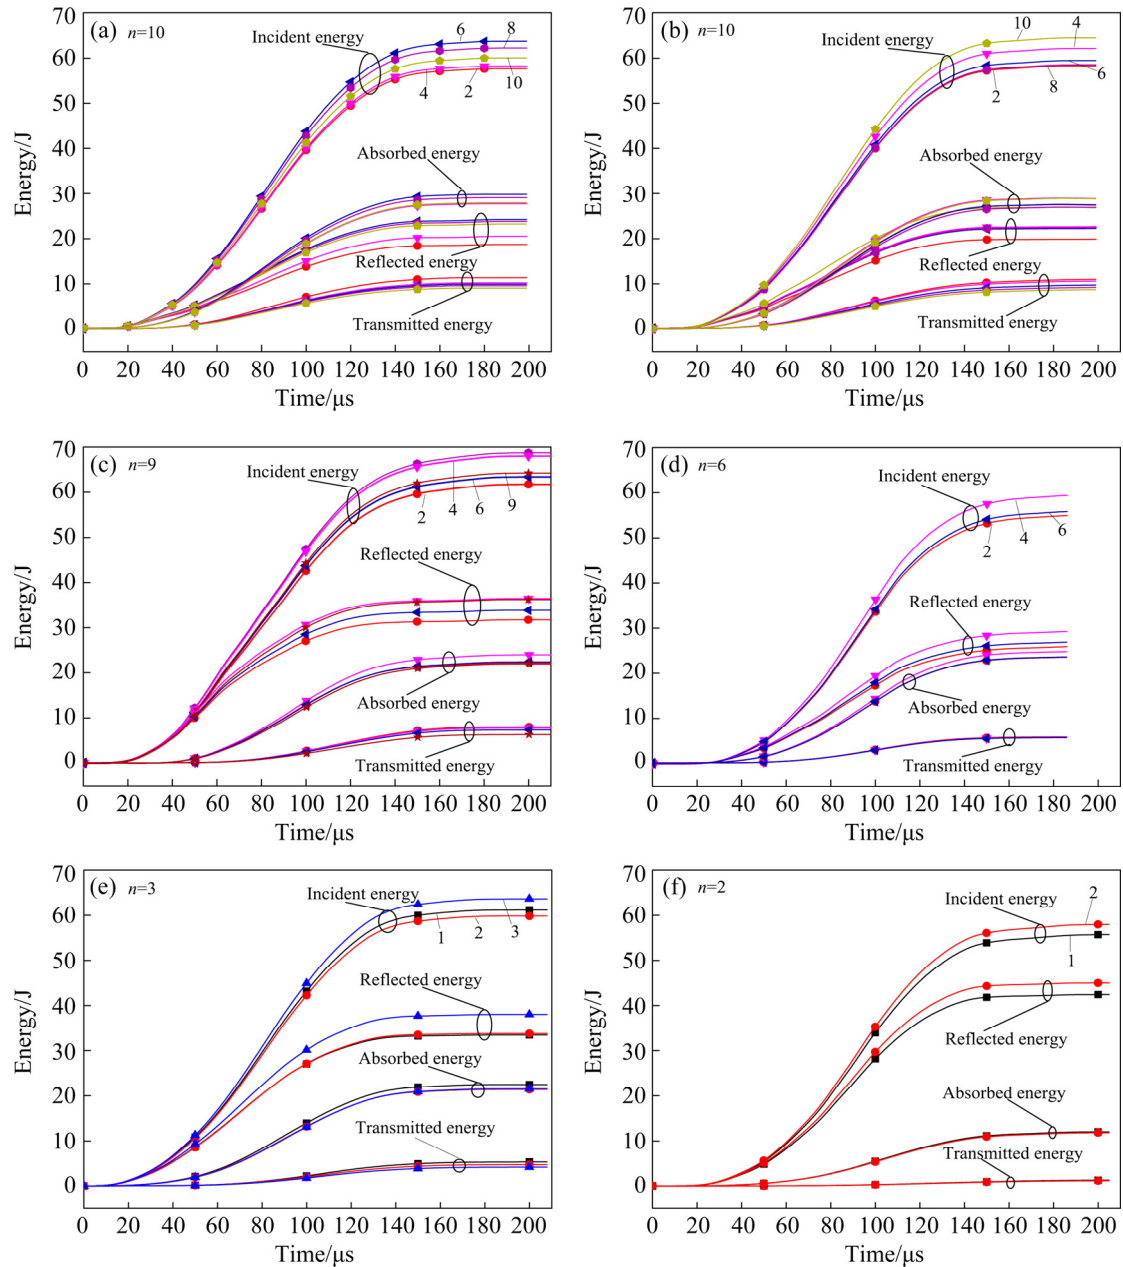 (a) n=10
Energy/J
70
60
50
40
30
20
10
0
Incident energy
6
8
4
2
10
Absorbed energy
Reflected energy
Transmitted energy
0 20 40 60 80 100 120 140 160 180 200
Time/μs
(b) n=10
Energy/J
70
60
50
40
30
20
10
0
Incident energy
10
4
2
8
6
Absorbed energy
Reflected energy
Transmitted energy
0 20 40 60 80 100 120 140 160 180 200
Time/μs
(c) n=9
Energy/J
70
60
50
40
30
20
10
0
Incident energy
2
4
6
9
Reflected energy
Absorbed energy
Transmitted energy
0 20 40 60 80 100 120 140 160 180 200
Time/μs
(d) n=6
Energy/J
70
60
50
40
30
20
10
0
Incident energy
2
4
6
Reflected energy
Absorbed energy
Transmitted energy
0 20 40 60 80 100 120 140 160 180 200
Time/μs
(e) n=3
Energy/J
70
60
50
40
30
20
10
0
Incident energy
1
2
3
Reflected energy
Absorbed energy
Transmitted energy
0 20 40 60 80 100 120 140 160 180 200
Time/μs
(f) n=2
Energy/J
70
60
50
40
30
20
10
0
Incident energy
2
1
Reflected energy
Absorbed energy
Transmitted energy
0 20 40 60 80 100 120 140 160 180 200
Time/μs